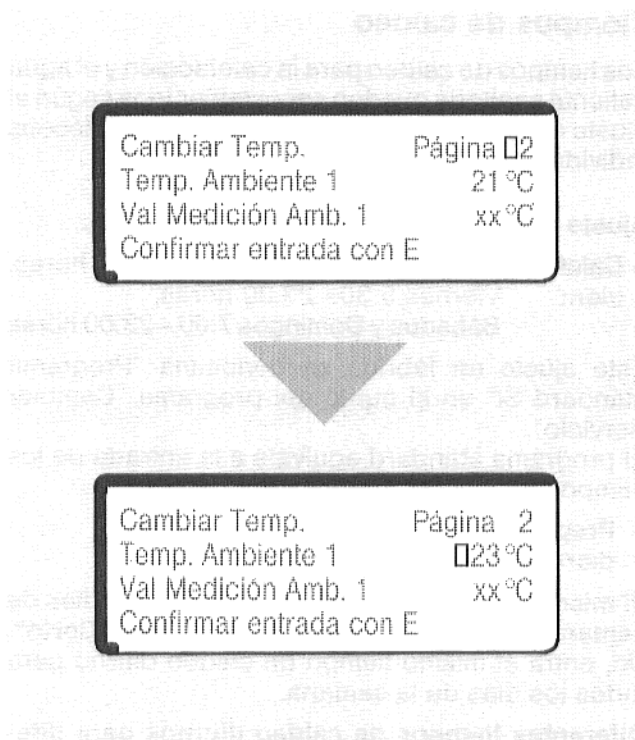 Cambiar Temp. Página ▯2
Temp. Ambiente 1 21 °C
Val Medición Amb. 1 xx °C
Confirmar entrada con E
Cambiar Temp. Página 2
Temp. Ambiente 1 ▯23 °C
Val Medición Amb. 1 xx °C
Confirmar entrada con E